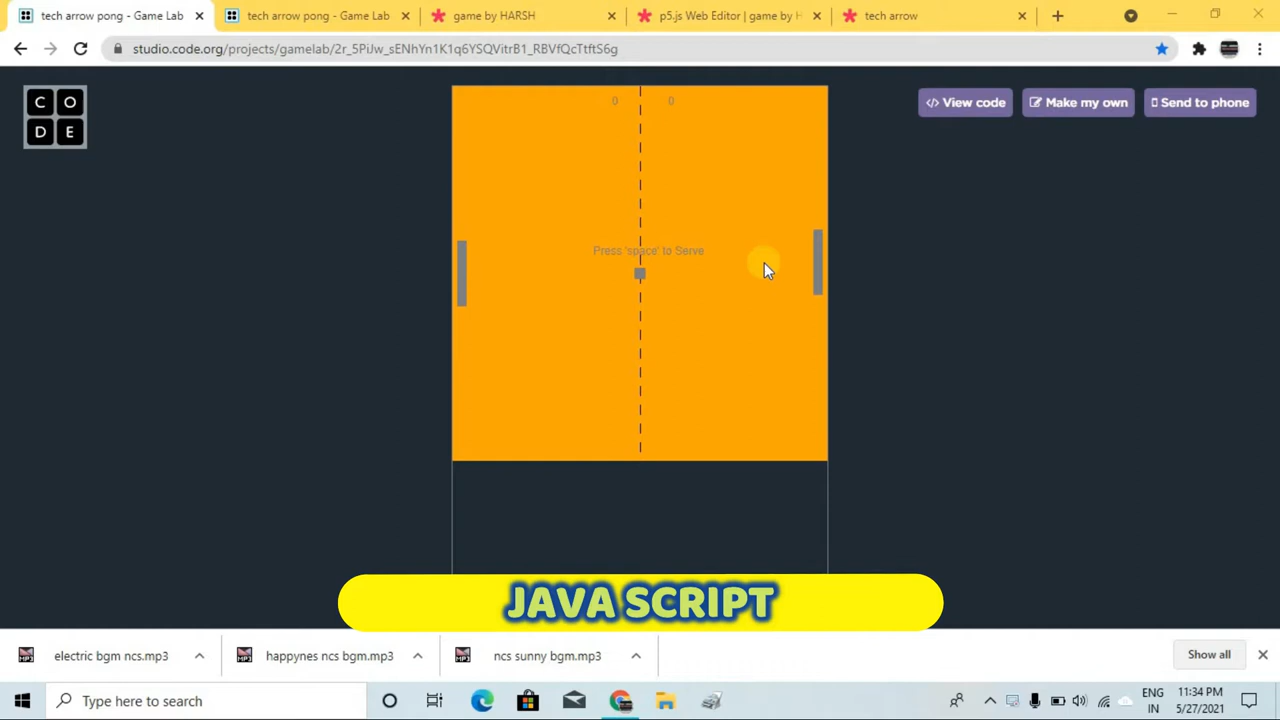 tech arrow pong - Game Lab
tech arrow pong - Game Lab
game by HARSH
p5.js Web Editor | game by H
tech arrow
studio.code.org/projects/gamelab/2r_5PiJw_sENhYn1K1q6YSQVitrB1_RBVfQcTtftS6g
C O
D E
</> View code
Make my own
Send to phone
0 0
Press 'space' to Serve
JAVA SCRIPT
electric bgm ncs.mp3
happynes ncs bgm.mp3
ncs sunny bgm.mp3
Show all
Type here to search
ENG
IN
11:34 PM
5/27/2021